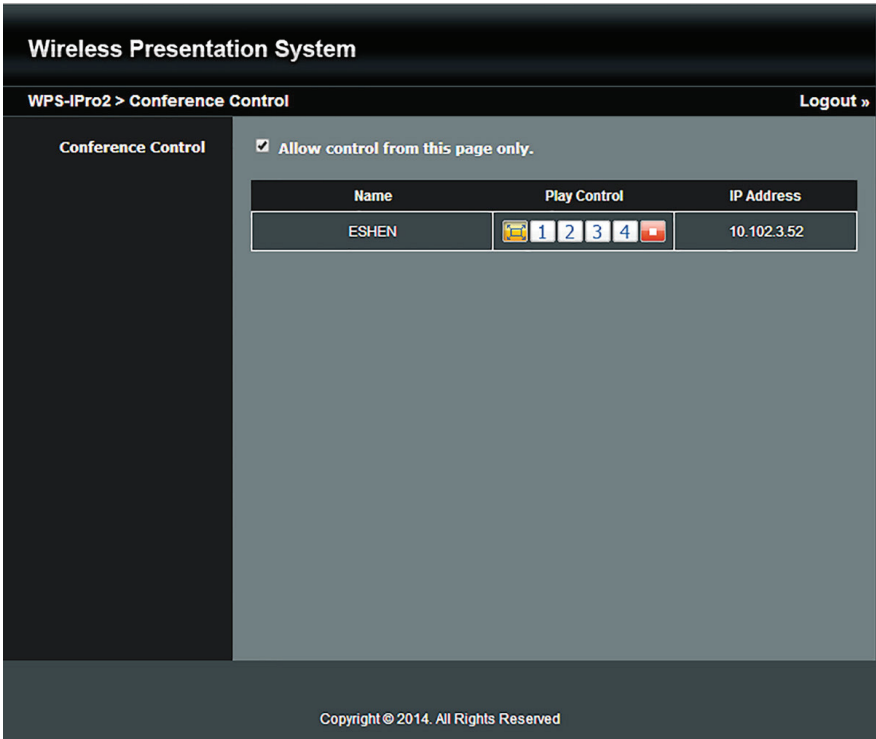 Wireless Presentation System
WPS-IPro2 > Conference Control Logout »
Conference Control
Allow control from this page only.
Name Play Control IP Address
ESHEN 1 2 3 4 10.102.3.52
Copyright © 2014. All Rights Reserved